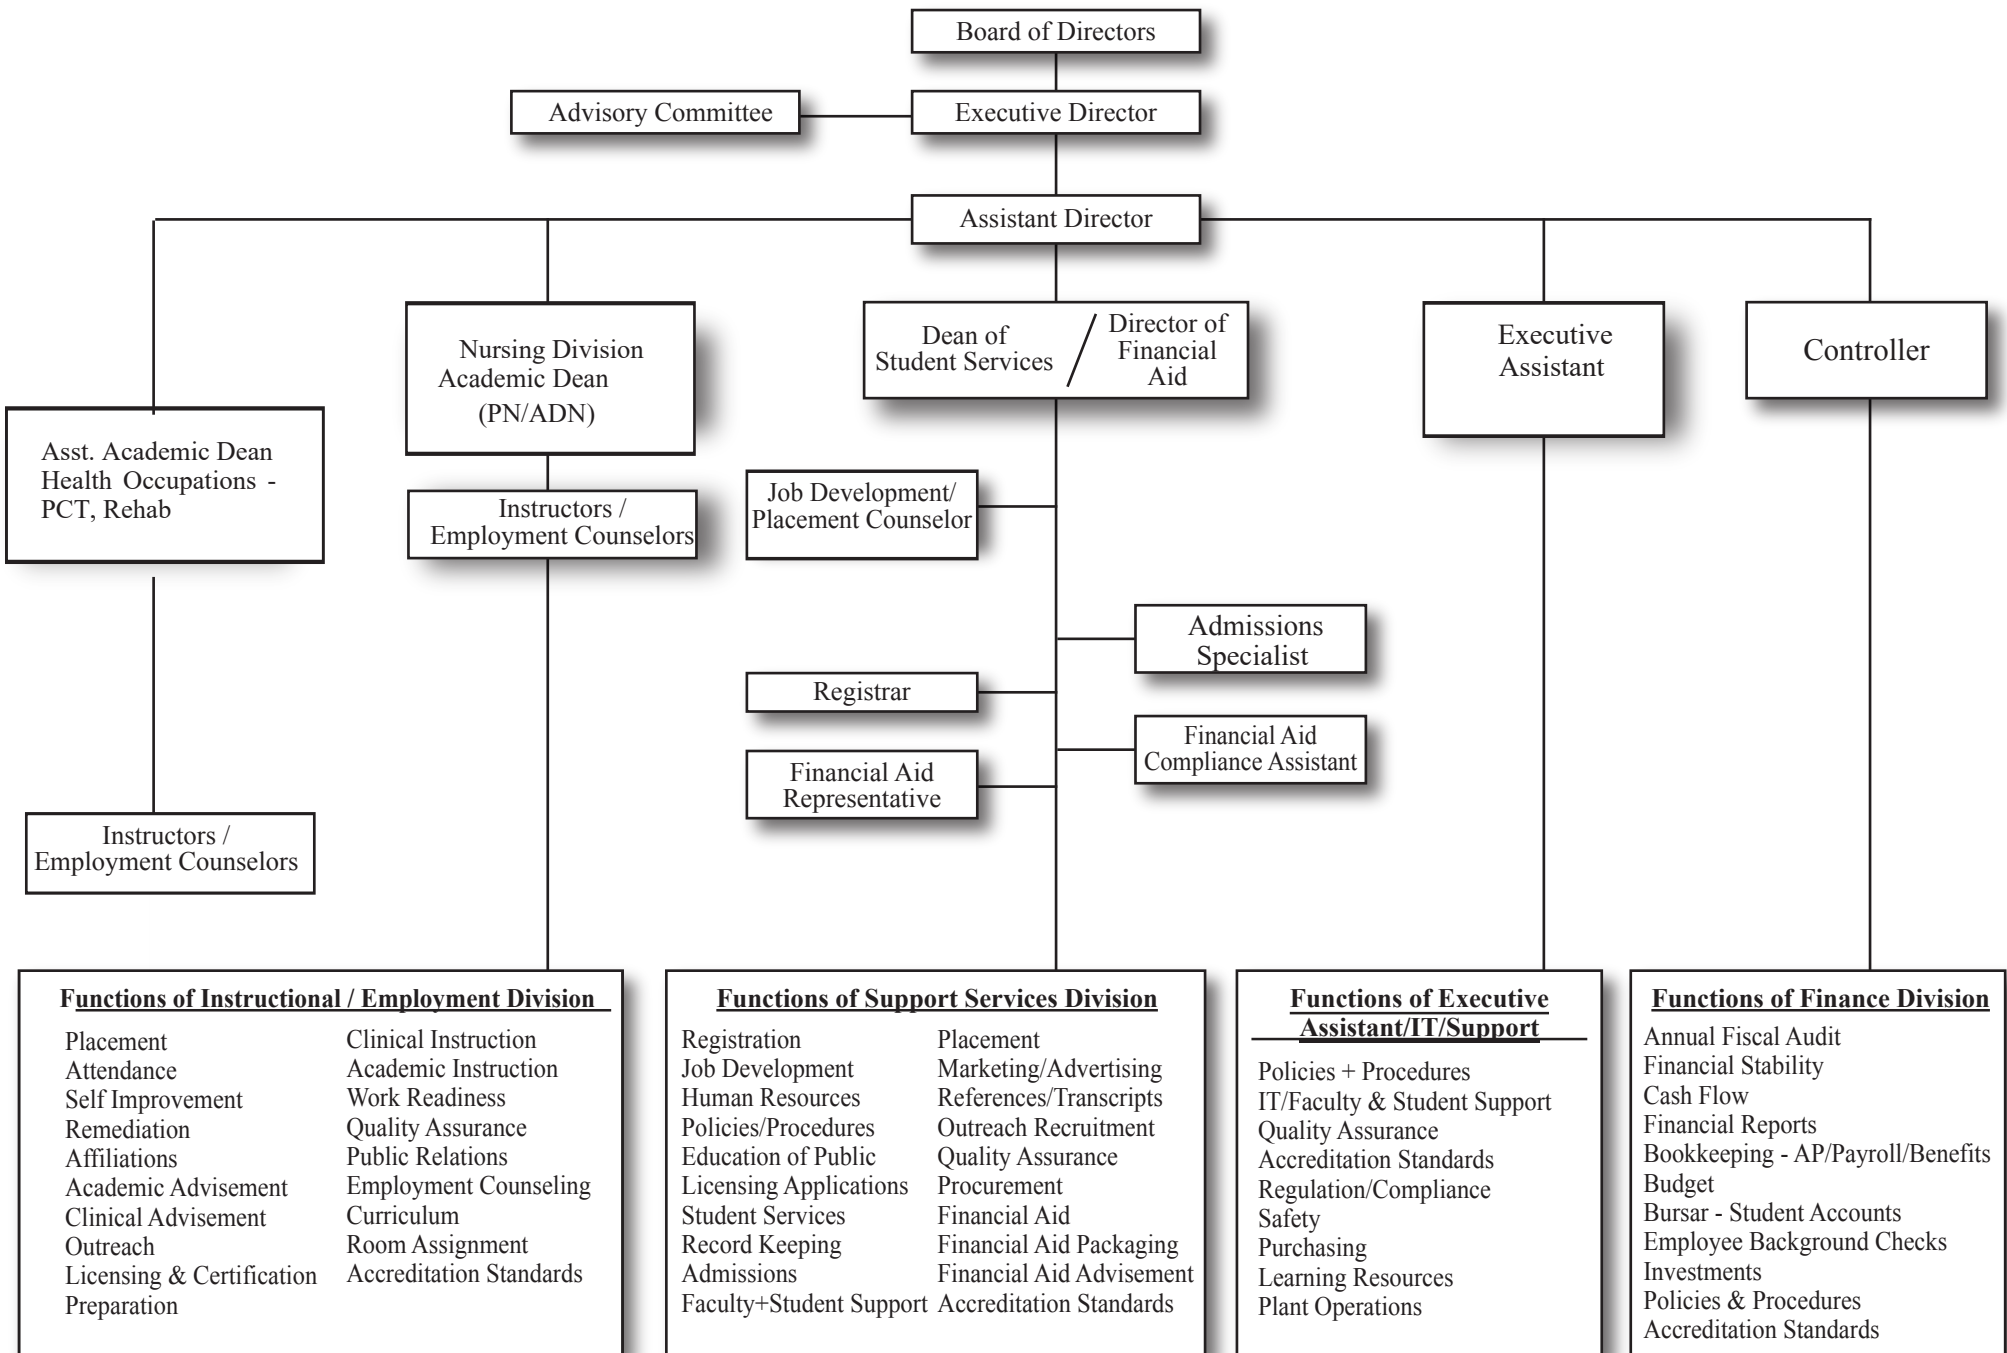 Board of Directors
Advisory Committee
Executive Director
Assistant Director
Asst. Academic Dean
Health Occupations -
PCT, Rehab
Nursing Division
Academic Dean
(PN/ADN)
Dean of
Student Services
/
Director of
Financial
Aid
Executive
Assistant
Controller
Instructors /
Employment Counselors
Job Development/
Placement Counselor
Admissions
Specialist
Registrar
Financial Aid
Compliance Assistant
Financial Aid
Representative
Instructors /
Employment Counselors
Functions of Instructional / Employment Division
Placement
Attendance
Self Improvement
Remediation
Affiliations
Academic Advisement
Clinical Advisement
Outreach
Licensing & Certification
Preparation
Clinical Instruction
Academic Instruction
Work Readiness
Quality Assurance
Public Relations
Employment Counseling
Curriculum
Room Assignment
Accreditation Standards
Functions of Support Services Division
Registration
Job Development
Human Resources
Policies/Procedures
Education of Public
Licensing Applications
Student Services
Record Keeping
Admissions
Faculty+Student Support
Placement
Marketing/Advertising
References/Transcripts
Outreach Recruitment
Quality Assurance
Procurement
Financial Aid
Financial Aid Packaging
Financial Aid Advisement
Accreditation Standards
Functions of Executive
Assistant/IT/Support
Policies + Procedures
IT/Faculty & Student Support
Quality Assurance
Accreditation Standards
Regulation/Compliance
Safety
Purchasing
Learning Resources
Plant Operations
Functions of Finance Division
Annual Fiscal Audit
Financial Stability
Cash Flow
Financial Reports
Bookkeeping - AP/Payroll/Benefits
Budget
Bursar - Student Accounts
Employee Background Checks
Investments
Policies & Procedures
Accreditation Standards